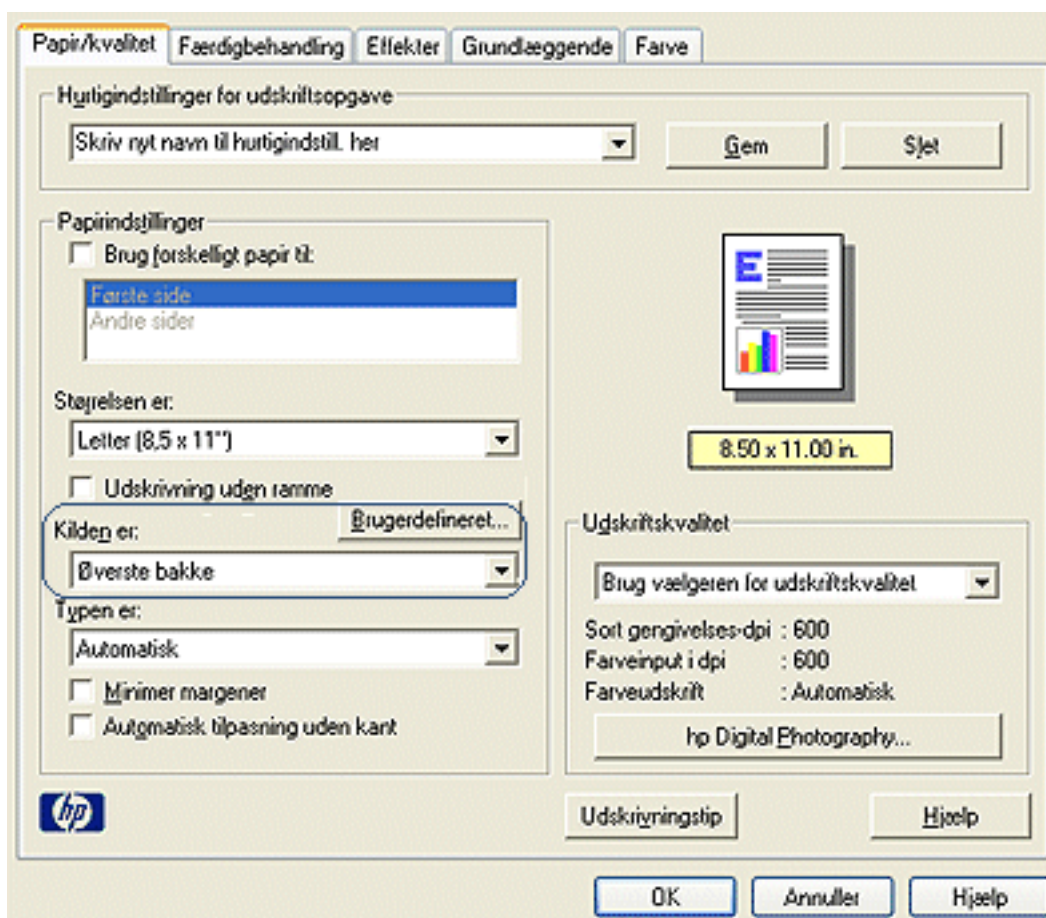 Papir/kvalitet Færdigbehandling Effekter Grundlæggende Farve
Hurtigindstillinger for udskriftsopgave
Skriv nyt navn til hurtigindstill. her Gem Slet
Papirindstillinger
Brug forskelligt papir til:
Første side
Andre sider
Størrelsen er:
Letter (8,5 x 11")
Udskrivning uden ramme
Brugerdefineret...
Kilden er:
Øverste bakke
Typen er:
Automatisk
Minimer margener
Automatisk tilpasning uden kant
E
8.50 x 11.00 in.
Udskriftskvalitet
Brug vælgeren for udskriftskvalitet
Sort gengivelses-dpi : 600
Farveinput i dpi : 600
Farveudskrift : Automatisk
hp Digital Photography...
hp
Udskrivningstip Hjælp
OK Annuller Hjælp